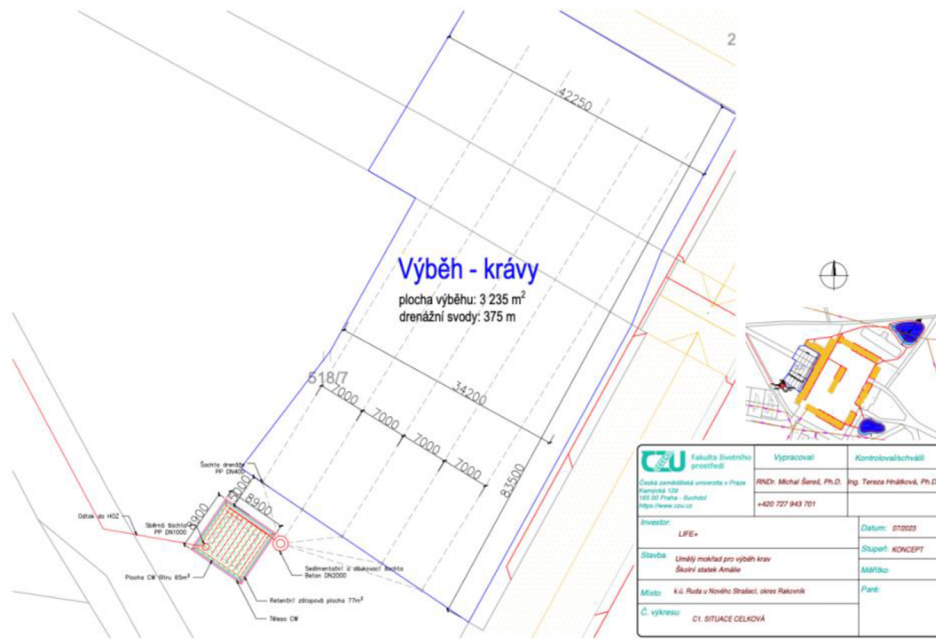 2
42250
Výběh - krávy
plocha výběhu: 3 235 m²
drenážní svody: 375 m
518/7
34200
7000
7000
7000
7000
83500
Šachta drenáže
PP DN400
8900
8900
Odtok do HOZ
Sběrná šachta
PP DN1000
Sedimentační a dávkovací šachta
Beton DN2000
Plocha CW filtru 65m²
Retenční zátopová plocha 77m²
Těleso CW
CZU
Fakulta životního
prostředí
Česká zemědělská univerzita v Praze
Kamýcká 129
165 00 Praha - Suchdol
https://www.czu.cz
Vypracoval:
Kontroloval/schválil:
RNDr. Michal Šereš, Ph.D.
Ing. Tereza Hnátková, Ph.D.
+420 727 943 701
Investor:
LIFE+
Datum: 07/2023
Stavba:
Umělý mokřad pro výběh krav
Školní statek Amálie
Stupeň: KONCEPT
Měřítko:
Místo: k.ú. Ruda u Nového Strašecí, okres Rakovník
Paré:
Č. výkresu:
C1. SITUACE CELKOVÁ